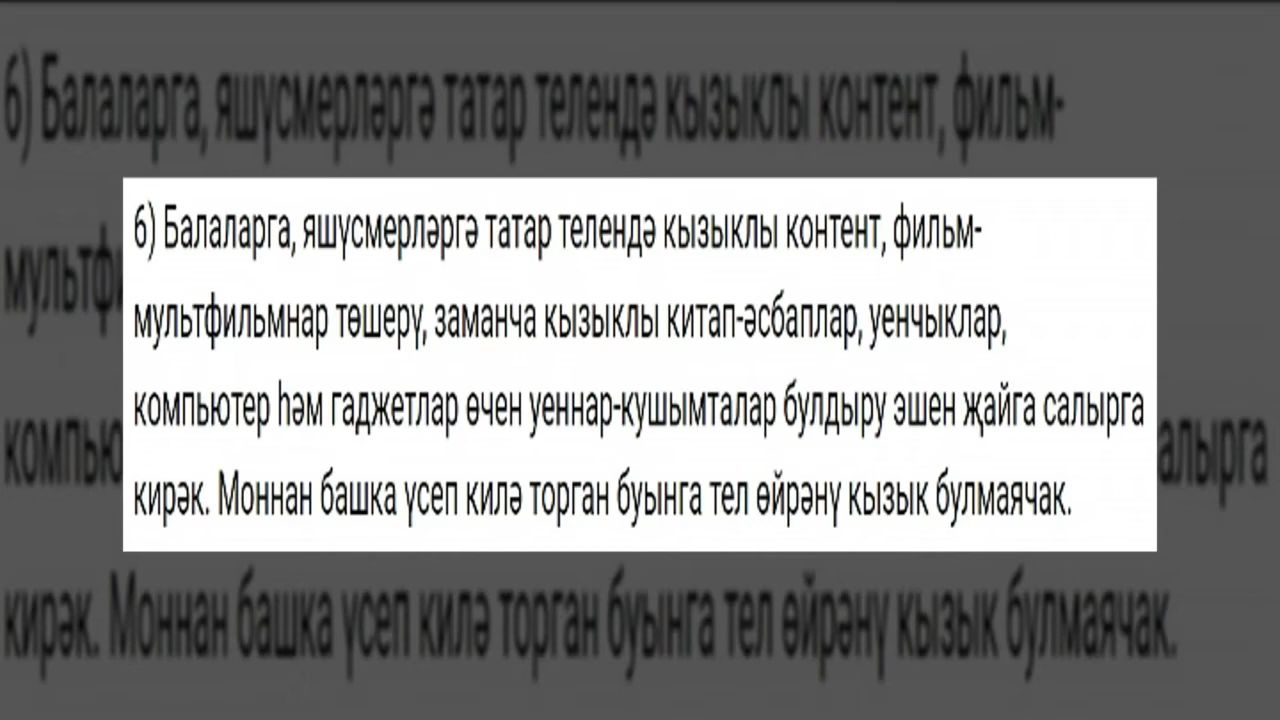 6) Балаларга, яшүсмерләргә татар телендә кызыклы контент, фильм-
мультфильмнар төшерү, заманча кызыклы китап-әсбаплар, уенчыклар,
компьютер һәм гаджетлар өчен уеннар-кушымталар булдыру эшен җайга салырга
кирәк. Моннан башка үсеп килә торган буынга тел өйрәнү кызык булмаячак.